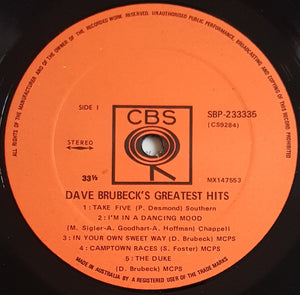 ALL RIGHTS OF THE MANUFACTURER AND OF THE OWNER OF THE RECORDED WORK RESERVED. UNAUTHORISED PUBLIC PERFORMANCE, BROADCASTING AND COPYING OF THIS RECORD PROHIBITED
SIDE 1
CBS
SBP-233335
(CS9284)
STEREO
33⅓
MX147553
DAVE BRUBECK'S GREATEST HITS
1 : TAKE FIVE (P. Desmond) Southern
2 : I'M IN A DANCING MOOD
(M. Sigler-A. Goodhart-A. Hoffman) Chappell
3 : IN YOUR OWN SWEET WAY (D. Brubeck) MCPS
4 : CAMPTOWN RACES (S. Foster) MCPS
5 : THE DUKE
(D. Brubeck) MCPS
MADE IN AUSTRALIA BY A REGISTERED USER OF THE TRADE MARKS